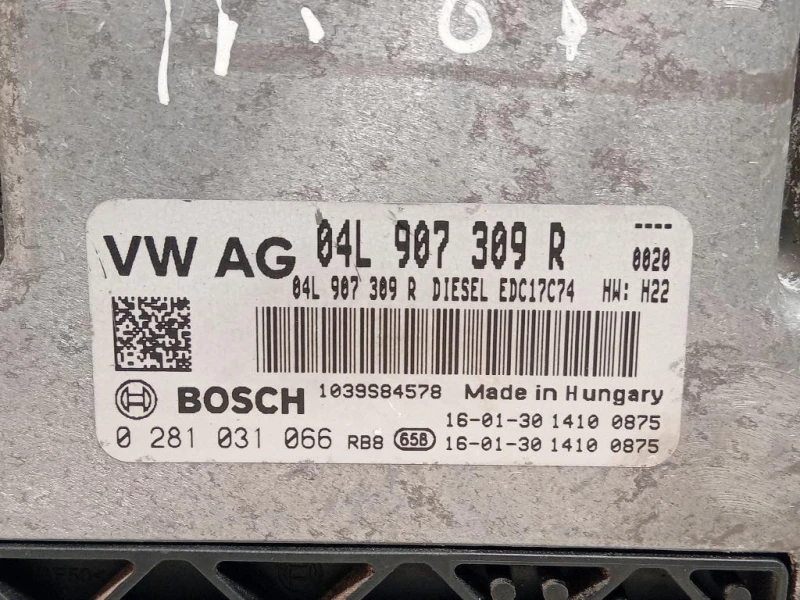 VW AG 04L 907 309 R ----
0020
04L 907 309 R DIESEL EDC17C74 HW: H22
BOSCH 1039S84578 Made in Hungary
16-01-30 1410 0875
0 281 031 066 RB8 658 16-01-30 1410 0875